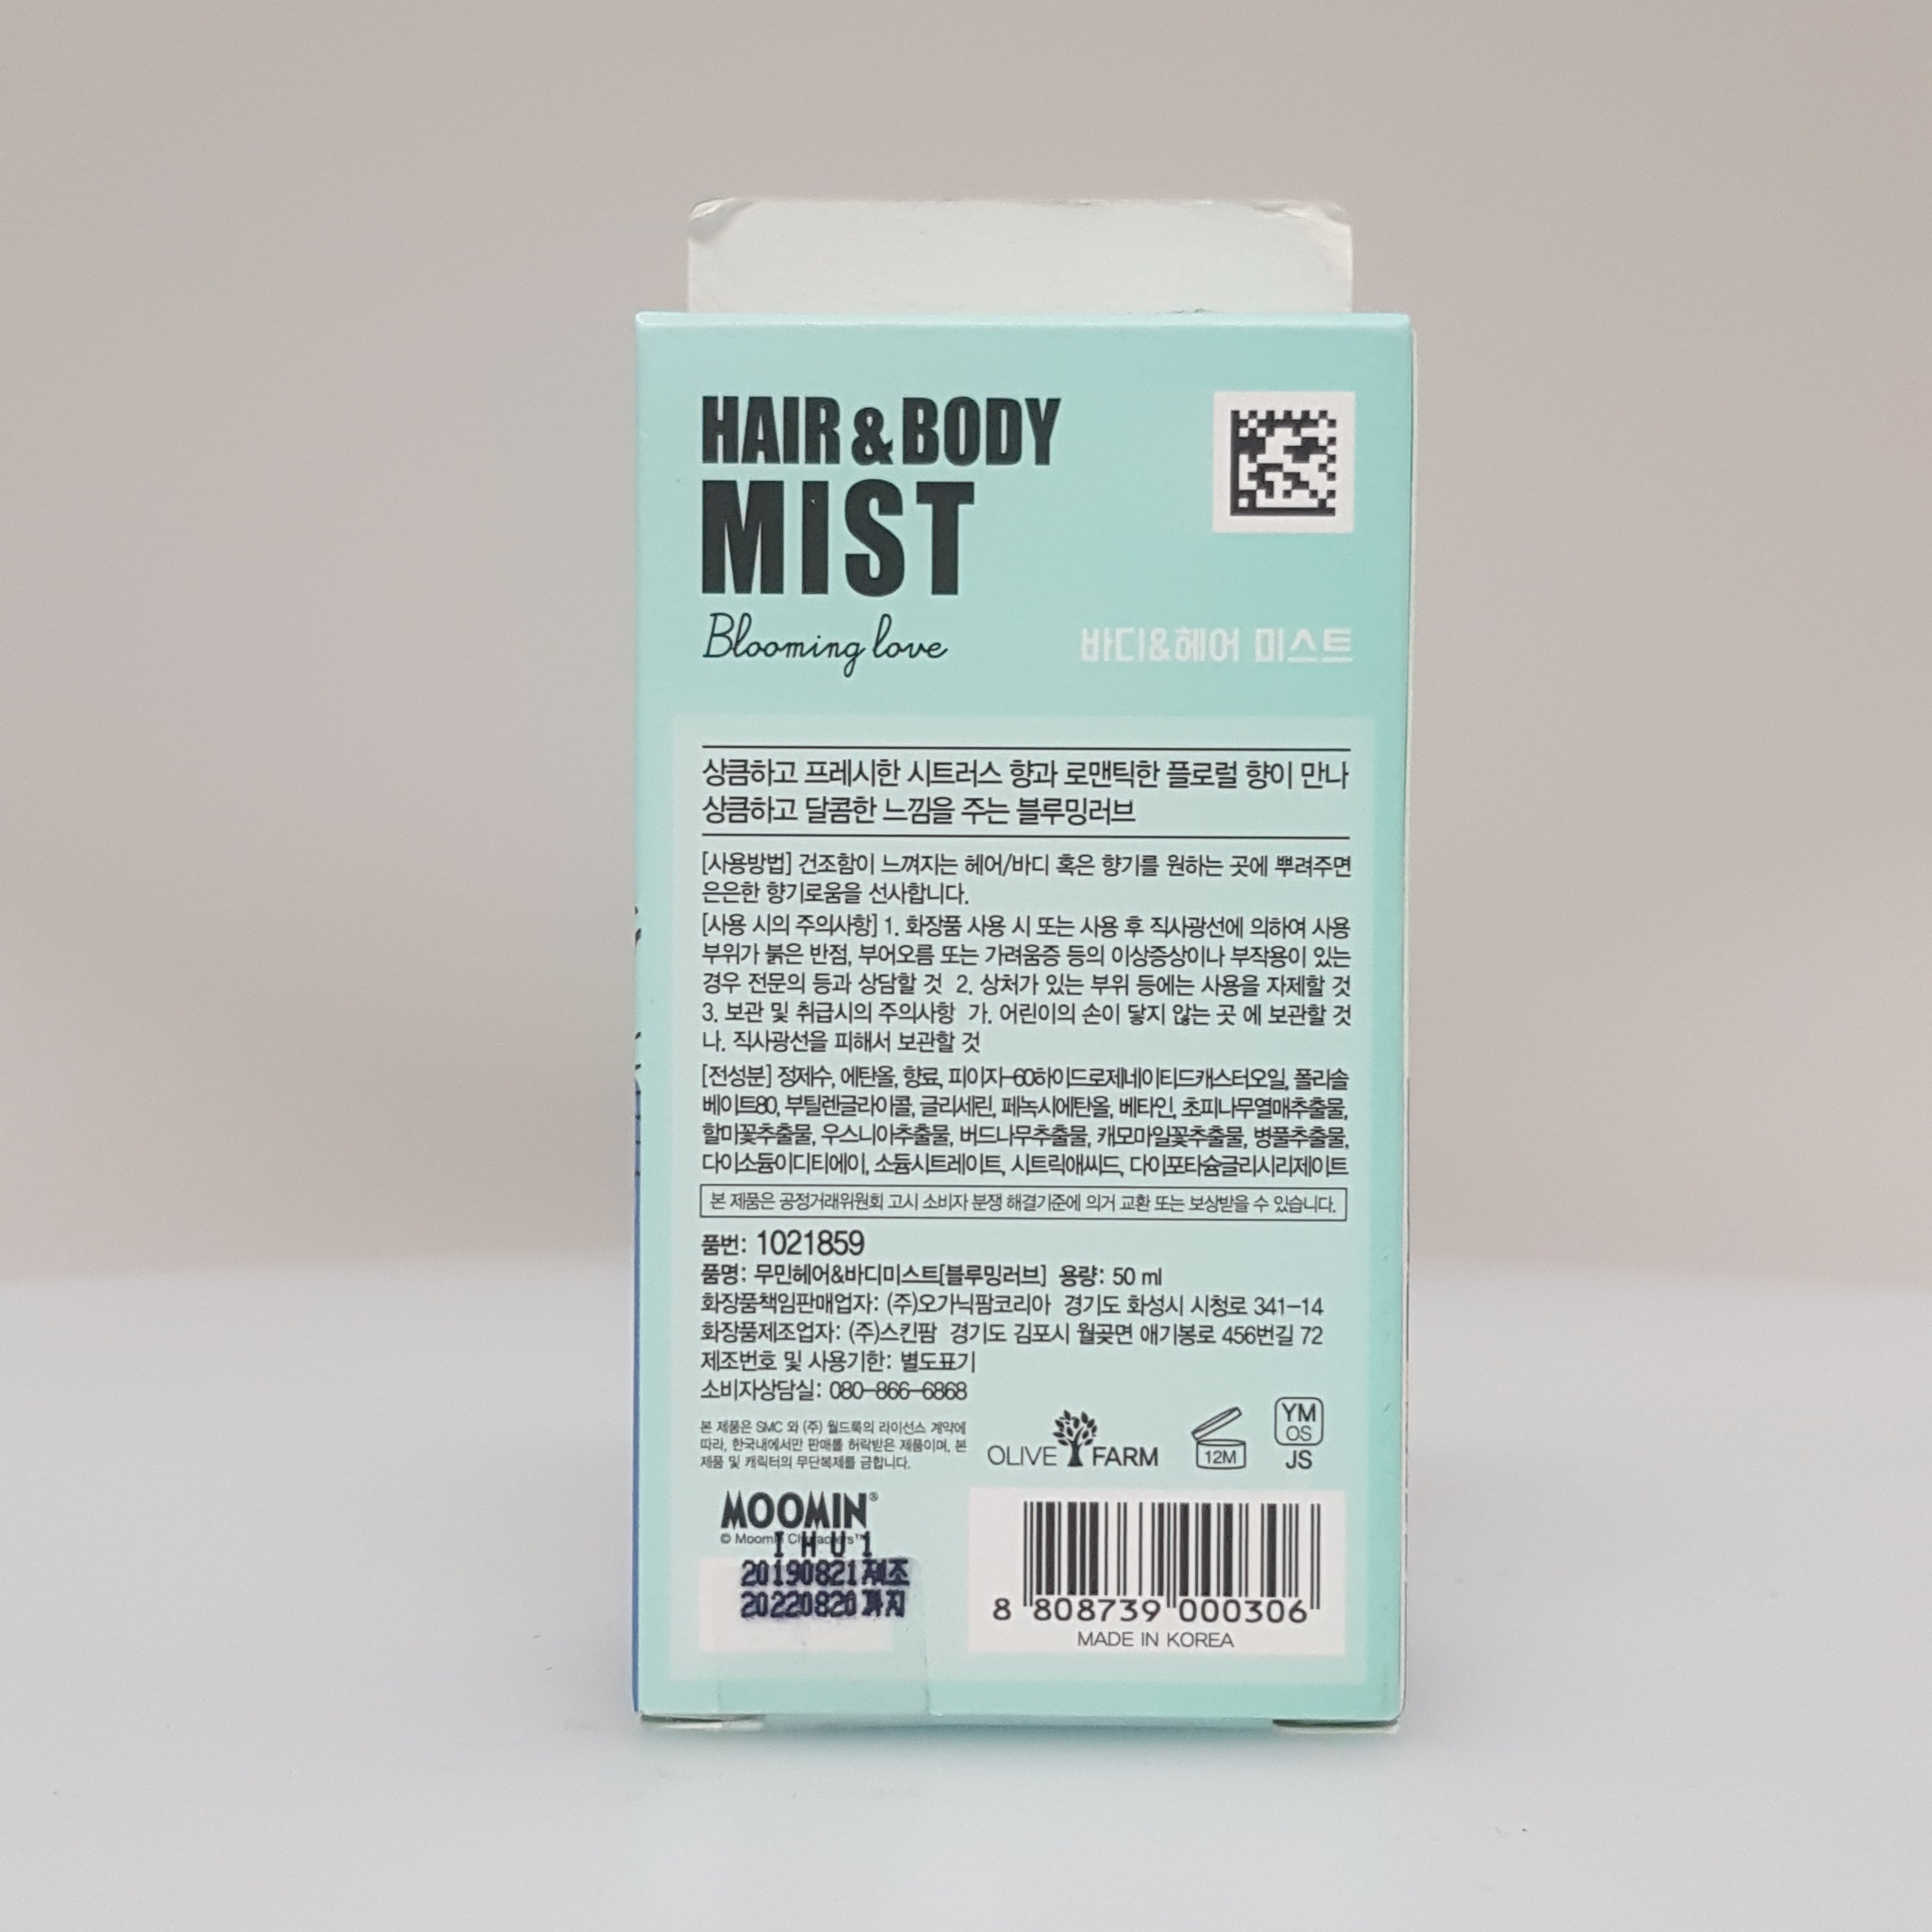 HAIR & BODY
MIST
Blooming love
바디&헤어 미스트
상큼하고 프레시한 시트러스 향과 로맨틱한 플로럴 향이 만나
상큼하고 달콤한 느낌을 주는 블루밍러브
[사용방법] 건조함이 느껴지는 헤어/바디 혹은 향기를 원하는 곳에 뿌려주면
은은한 향기로움을 선사합니다.
[사용 시의 주의사항] 1. 화장품 사용 시 또는 사용 후 직사광선에 의하여 사용
부위가 붉은 반점, 부어오름 또는 가려움증 등의 이상증상이나 부작용이 있는
경우 전문의 등과 상담할 것 2. 상처가 있는 부위 등에는 사용을 자제할 것
3. 보관 및 취급시의 주의사항 가. 어린이의 손이 닿지 않는 곳 에 보관할 것
나. 직사광선을 피해서 보관할 것
[전성분] 정제수, 에탄올, 향료, 피이지-60하이드로제네이티드캐스터오일, 폴리솔
베이트80, 부틸렌글라이콜, 글리세린, 페녹시에탄올, 베타인, 초피나무열매추출물,
할미꽃추출물, 우스니아추출물, 버드나무추출물, 캐모마일꽃추출물, 병풀추출물,
다이소듐이디티에이, 소듐시트레이트, 시트릭애씨드, 다이포타슘글리시리제이트
본 제품은 공정거래위원회 고시 소비자 분쟁 해결기준에 의거 교환 또는 보상받을 수 있습니다.
품번: 1021859
품명: 무민헤어&바디미스트[블루밍러브] 용량: 50 ml
화장품책임판매업자: (주)오가닉팜코리아 경기도 화성시 시청로 341-14
화장품제조업자: (주)스킨팜 경기도 김포시 월곶면 애기봉로 456번길 72
제조번호 및 사용기한: 별도표기
소비자상담실: 080-866-6868
본 제품은 SMC 와 (주) 월드룩의 라이선스 계약에
따라, 한국내에서만 판매를 허락받은 제품이며, 본
제품 및 캐릭터의 무단복제를 금합니다.
OLIVE FARM
12M
YM
OS
JS
MOOMIN®
© Moomin Characters™
I H U 1
20190821제조
20220820까지
8 808739 000306
MADE IN KOREA